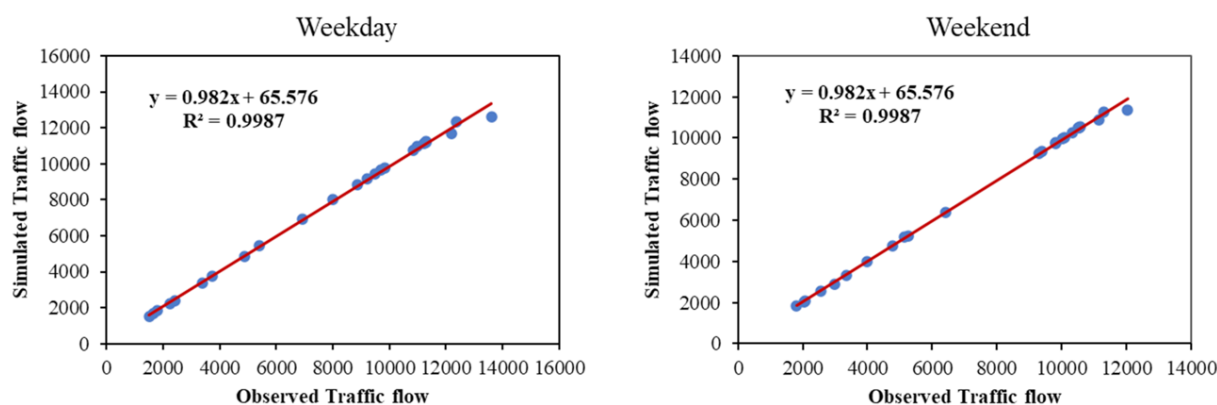 Weekday
16000
14000
12000
10000
8000
6000
4000
2000
0
Simulated Traffic flow
y = 0.982x + 65.576
R² = 0.9987
0 2000 4000 6000 8000 10000 12000 14000 16000
Observed Traffic flow
Weekend
14000
12000
10000
8000
6000
4000
2000
0
Simulated Traffic flow
y = 0.982x + 65.576
R² = 0.9987
0 2000 4000 6000 8000 10000 12000 14000
Observed Traffic flow